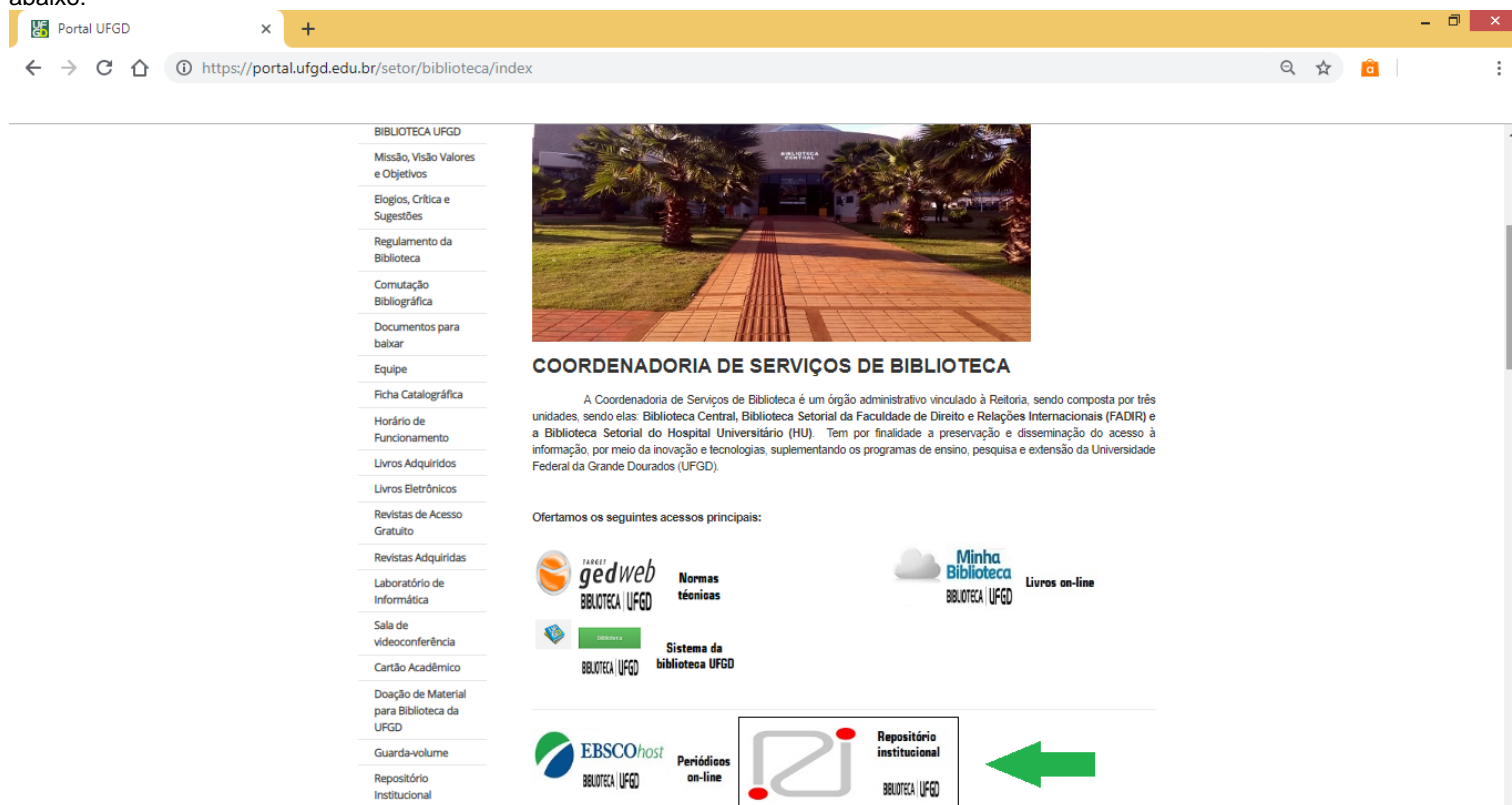 abaixo.
Portal UFGD
https://portal.ufgd.edu.br/setor/biblioteca/index
BIBLIOTECA UFGD
Missão, Visão Valores
e Objetivos
Elogios, Crítica e
Sugestões
Regulamento da
Biblioteca
Comutação
Bibliográfica
Documentos para
baixar
Equipe
Ficha Catalográfica
Horário de
Funcionamento
Livros Adquiridos
Livros Eletrônicos
Revistas de Acesso
Gratuito
Revistas Adquiridas
Laboratório de
Informática
Sala de
videoconferência
Cartão Acadêmico
Doação de Material
para Biblioteca da
UFGD
Guarda-volume
Repositório
Institucional
BIBLIOTECA
CENTRAL
COORDENADORIA DE SERVIÇOS DE BIBLIOTECA
A Coordenadoria de Serviços de Biblioteca é um órgão administrativo vinculado à Reitoria, sendo composta por três
unidades, sendo elas: Biblioteca Central, Biblioteca Setorial da Faculdade de Direito e Relações Internacionais (FADIR) e
a Biblioteca Setorial do Hospital Universitário (HU). Tem por finalidade a preservação e disseminação do acesso à
informação, por meio da inovação e tecnologias, suplementando os programas de ensino, pesquisa e extensão da Universidade
Federal da Grande Dourados (UFGD).
Ofertamos os seguintes acessos principais:
TARGET
gedweb
BIBLIOTECA | UFGD
Normas
técnicas
Minha
Biblioteca
BIBLIOTECA | UFGD
Livros on-line
Biblioteca
BIBLIOTECA | UFGD
Sistema da
biblioteca UFGD
EBSCOhost
BIBLIOTECA | UFGD
Periódicos
on-line
Repositório
institucional
BIBLIOTECA | UFGD